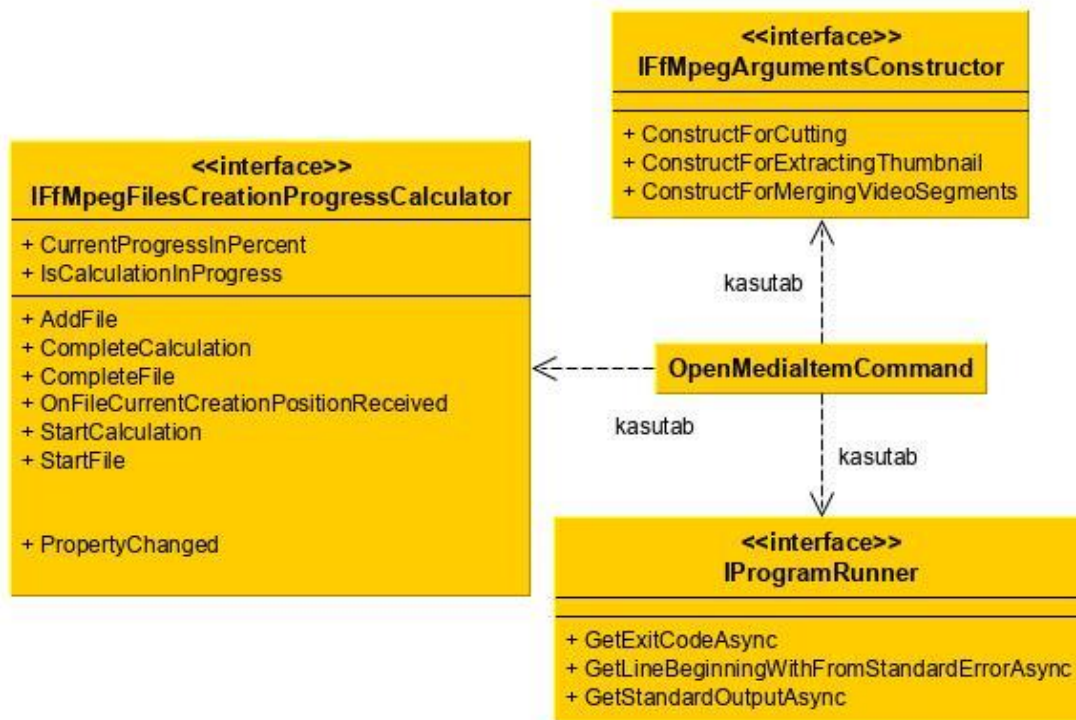 <<interface>>
IFfMpegArgumentsConstructor
+ ConstructForCutting
+ ConstructForExtractingThumbnail
+ ConstructForMergingVideoSegments
<<interface>>
IFfMpegFilesCreationProgressCalculator
+ CurrentProgressInPercent
+ IsCalculationInProgress
+ AddFile
+ CompleteCalculation
+ CompleteFile
+ OnFileCurrentCreationPositionReceived
+ StartCalculation
+ StartFile
+ PropertyChanged
kasutab
OpenMediaItemCommand
kasutab
kasutab
<<interface>>
IProgramRunner
+ GetExitCodeAsync
+ GetLineBeginningWithFromStandardErrorAsync
+ GetStandardOutputAsync